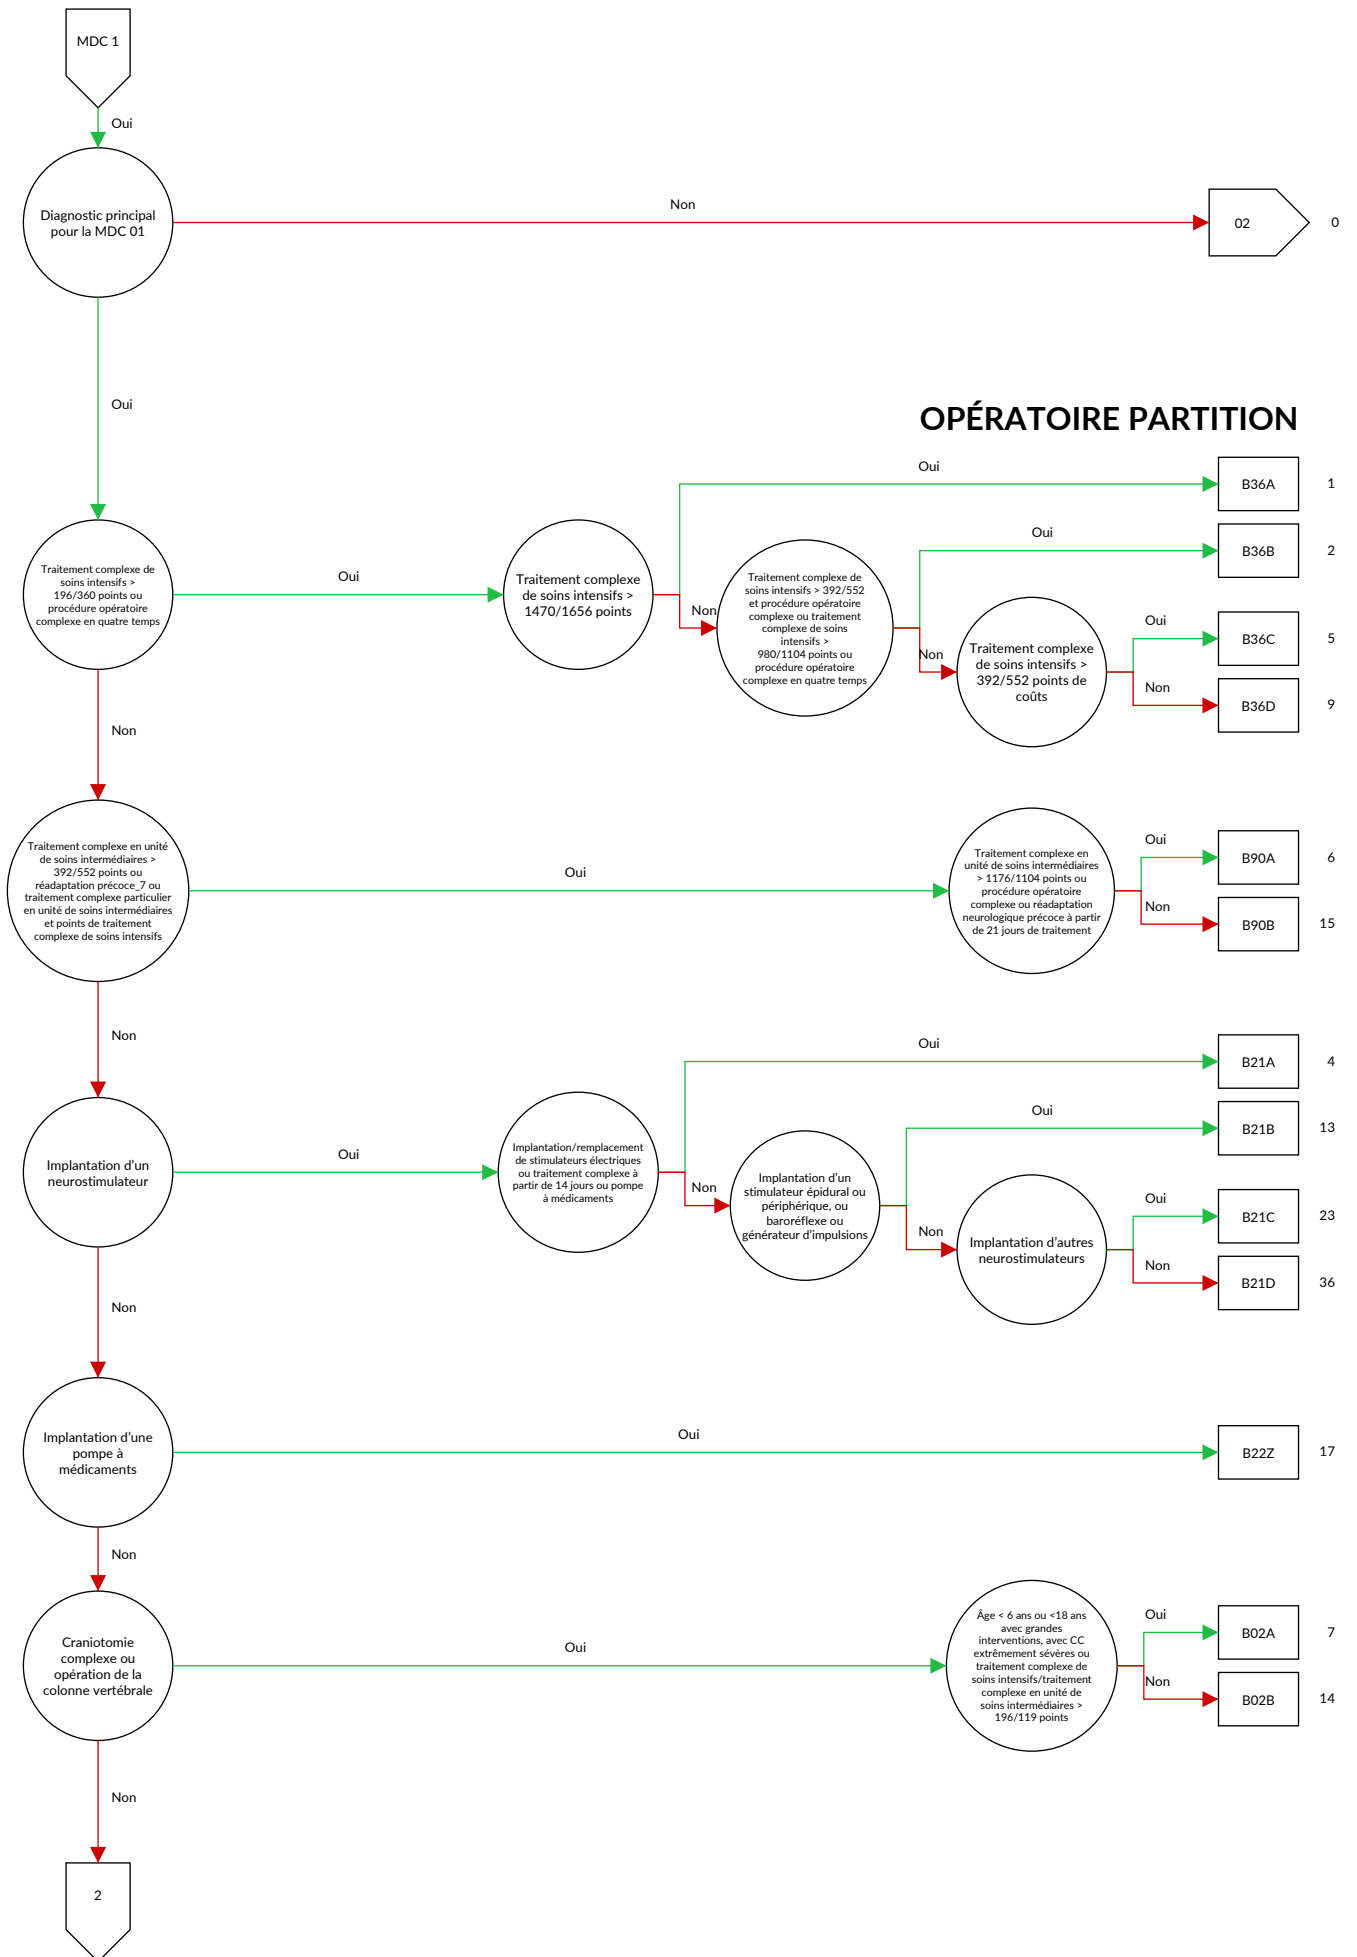 MDC 1
Oui
Diagnostic principal
pour la MDC 01
Non
02
0
Oui
OPÉRATOIRE PARTITION
Traitement complexe de
soins intensifs >
196/360 points ou
procédure opératoire
complexe en quatre temps
Oui
Traitement complexe
de soins intensifs >
1470/1656 points
Oui
B36A
1
Non
Traitement complexe de
soins intensifs > 392/552
et procédure opératoire
complexe ou traitement
complexe de soins
intensifs >
980/1104 points ou
procédure opératoire
complexe en quatre temps
Oui
B36B
2
Non
Traitement complexe
de soins intensifs >
392/552 points de
coûts
Oui
B36C
5
Non
B36D
9
Non
Traitement complexe en unité
de soins intermédiaires >
392/552 points ou
réadaptation précoce_7 ou
traitement complexe particulier
en unité de soins intermédiaires
et points de traitement
complexe de soins intensifs
Oui
Traitement complexe en
unité de soins intermédiaires
> 1176/1104 points ou
procédure opératoire
complexe ou réadaptation
neurologique précoce à partir
de 21 jours de traitement
Oui
B90A
6
Non
B90B
15
Non
Implantation d'un
neurostimulateur
Oui
Implantation/remplacement
de stimulateurs électriques
ou traitement complexe à
partir de 14 jours ou pompe
à médicaments
Oui
B21A
4
Non
Implantation d'un
stimulateur épidural ou
périphérique, ou
baroréflexe ou
générateur d'impulsions
Oui
B21B
13
Non
Implantation d'autres
neurostimulateurs
Oui
B21C
23
Non
B21D
36
Non
Implantation d'une
pompe à
médicaments
Oui
B22Z
17
Non
Craniotomie
complexe ou
opération de la
colonne vertébrale
Oui
Âge < 6 ans ou <18 ans
avec grandes
interventions, avec CC
extrêmement sévères ou
traitement complexe de
soins intensifs/traitement
complexe en unité de
soins intermédiaires >
196/119 points
Oui
B02A
7
Non
B02B
14
Non
2